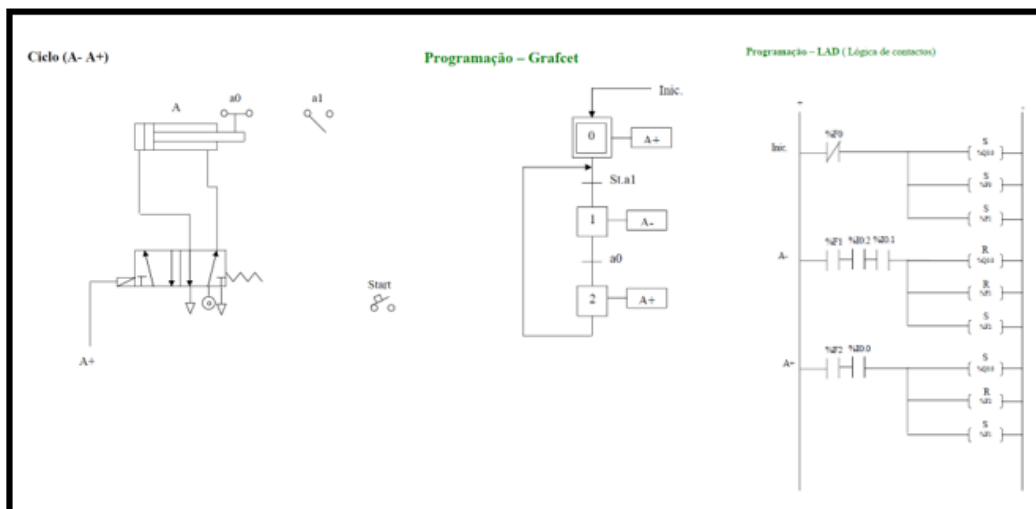 Ciclo (A- A+)
a0
a1
A
Start
A+
Programação – Grafcet
Inic.
0
A+
St.a1
1
A-
a0
2
A+
Programação – LAD ( Lógica de contactos)
+
-
%F0
Inic.
S
S
S
%F1 %I0.2 %I0.1
A-
R
R
S
%F2 %I0.0
A+
S
R
S